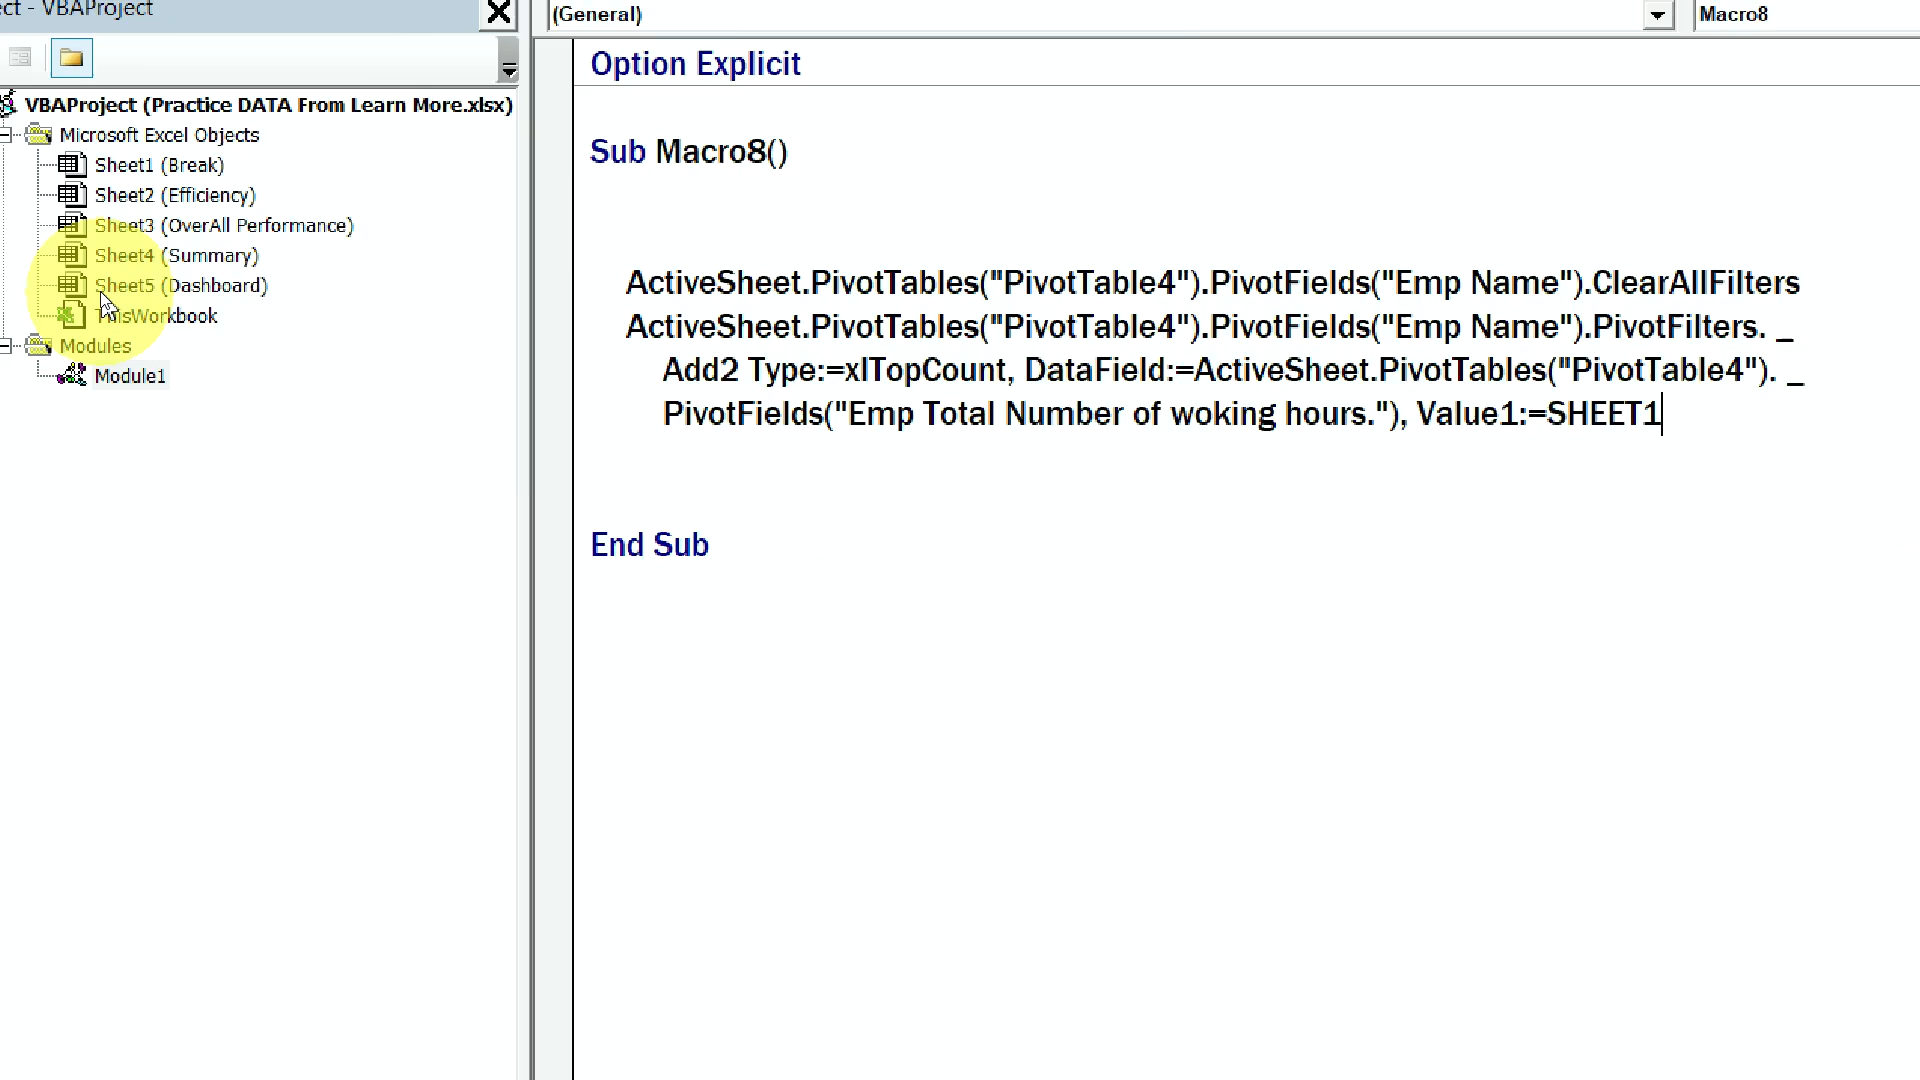 ct - VBAProject
VBAProject (Practice DATA From Learn More.xlsx)
Microsoft Excel Objects
Sheet1 (Break)
Sheet2 (Efficiency)
Sheet3 (OverAll Performance)
Sheet4 (Summary)
Sheet5 (Dashboard)
ThisWorkbook
Modules
Module1
(General)
Macro8
Option Explicit
Sub Macro8()
ActiveSheet.PivotTables("PivotTable4").PivotFields("Emp Name").ClearAllFilters
ActiveSheet.PivotTables("PivotTable4").PivotFields("Emp Name").PivotFilters. _
Add2 Type:=xlTopCount, DataField:=ActiveSheet.PivotTables("PivotTable4"). _
PivotFields("Emp Total Number of woking hours."), Value1:=SHEET1
End Sub